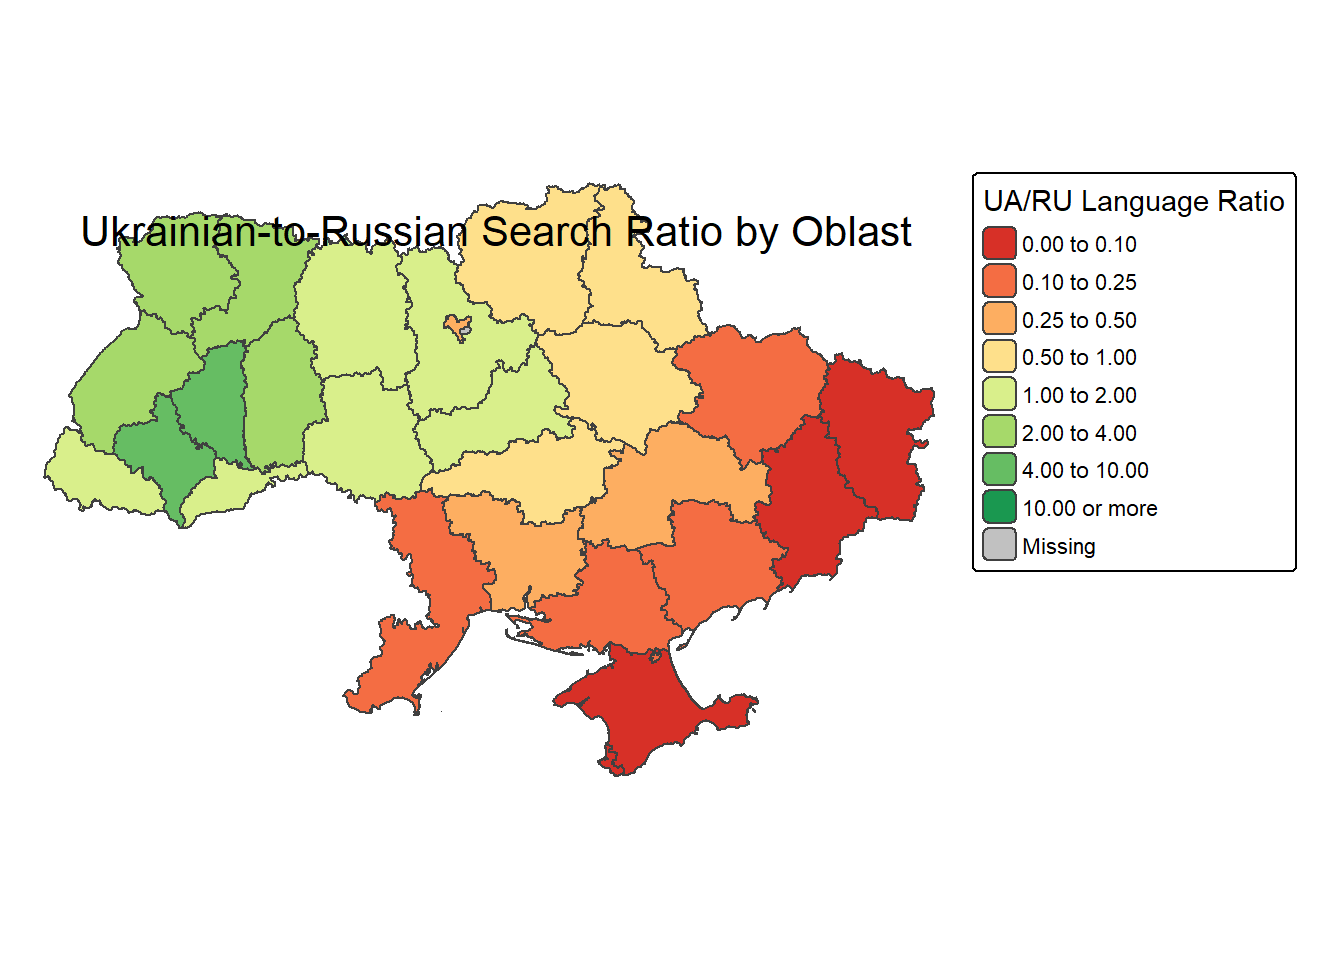 Ukrainian-to-Russian Search Ratio by Oblast
UA/RU Language Ratio
0.00 to 0.10
0.10 to 0.25
0.25 to 0.50
0.50 to 1.00
1.00 to 2.00
2.00 to 4.00
4.00 to 10.00
10.00 or more
Missing